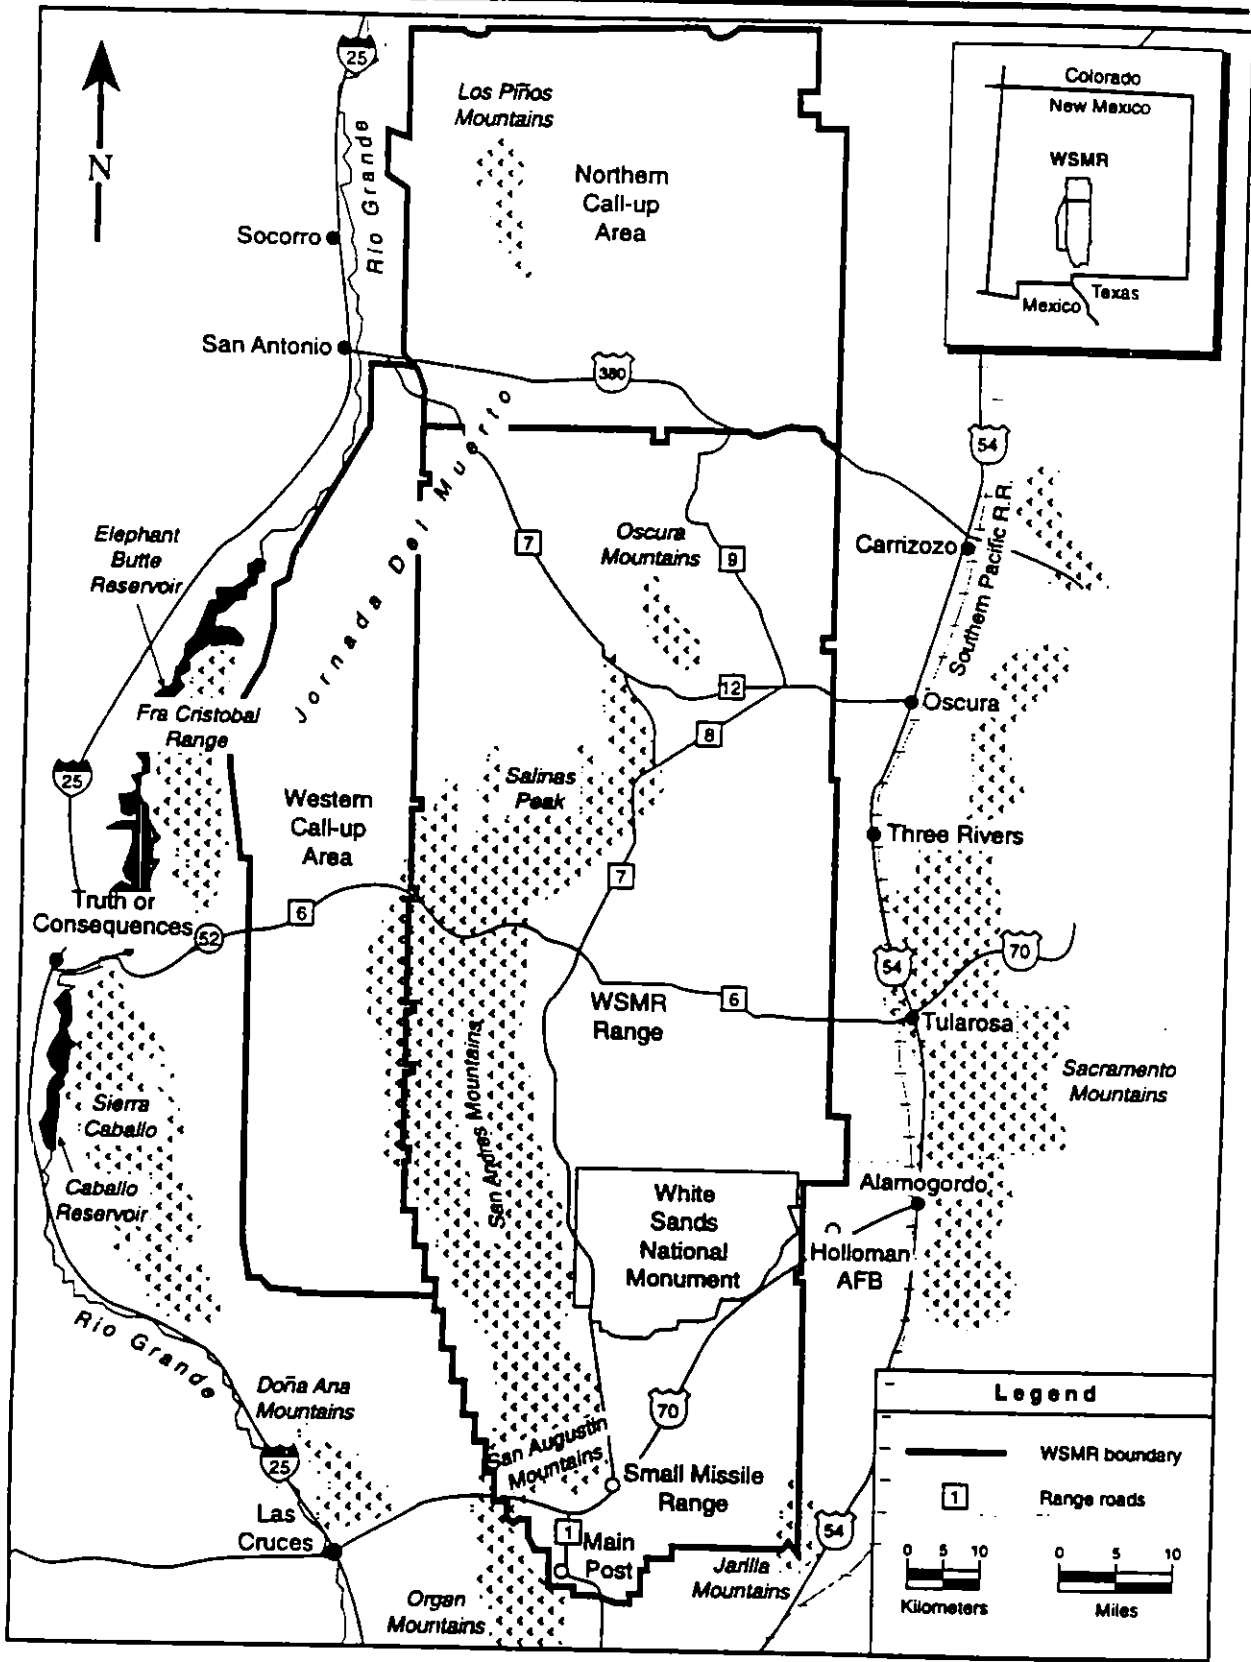 25
Los Piños
Mountains
N
Rio Grande
Northern
Call-up
Area
Socorro
San Antonio
380
Colorado
New Mexico
WSMR
Texas
Mexico
54
Jornada Del Muerto
Elephant
Butte
Reservoir
7
Oscura
Mountains
9
Carrizozo
Southern Pacific R.R.
12
Oscura
8
Fra Cristobal
Range
25
Western
Call-up
Area
Salinas
Peak
Three Rivers
7
Truth or
Consequences
52
6
54
70
WSMR
Range
6
Tularosa
San Andres Mountains
Sacramento
Mountains
Sierra
Caballo
Caballo
Reservoir
White
Sands
National
Monument
Alamogordo
Holloman
AFB
Rio Grande
Doña Ana
Mountains
70
25
San Augustin
Mountains
Small Missile
Range
Las
Cruces
1
Main
Post
54
Jarilla
Mountains
Organ
Mountains
Legend
WSMR boundary
1
Range roads
0 5 10
Kilometers
0 5 10
Miles